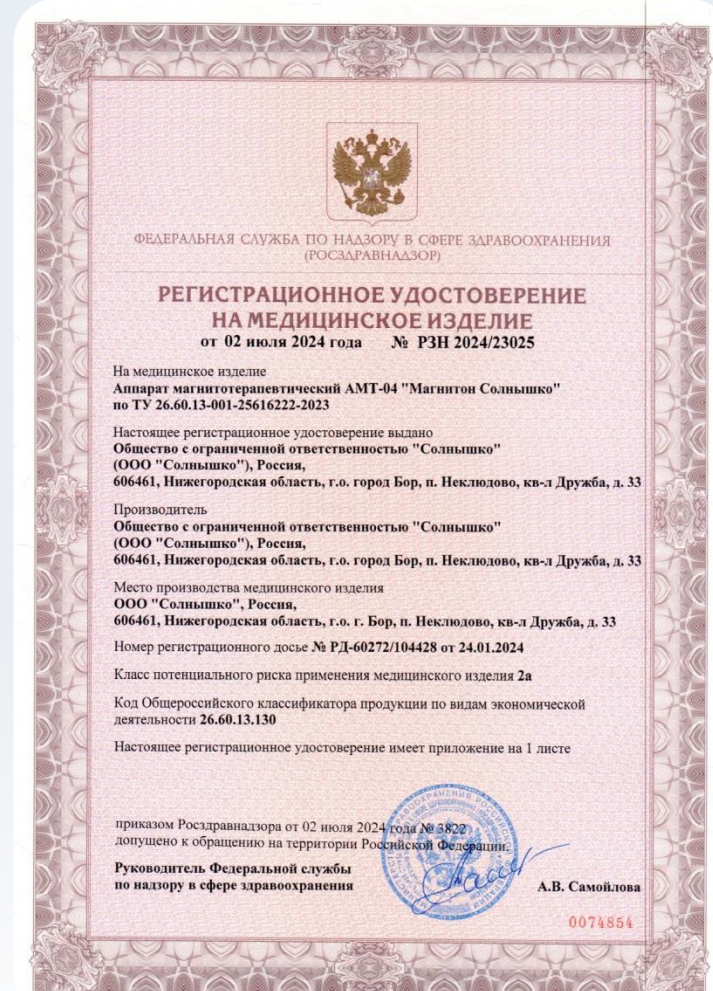 ФЕДЕРАЛЬНАЯ СЛУЖБА ПО НАДЗОРУ В СФЕРЕ ЗДРАВООХРАНЕНИЯ
(РОСЗДРАВНАДЗОР)
РЕГИСТРАЦИОННОЕ УДОСТОВЕРЕНИЕ
НА МЕДИЦИНСКОЕ ИЗДЕЛИЕ
от 02 июля 2024 года № РЗН 2024/23025
На медицинское изделие
Аппарат магнитотерапевтический АМТ-04 "Магнитон Солнышко"
по ТУ 26.60.13-001-25616222-2023
Настоящее регистрационное удостоверение выдано
Общество с ограниченной ответственностью "Солнышко"
(ООО "Солнышко"), Россия,
606461, Нижегородская область, г.о. город Бор, п. Неклюдово, кв-л Дружба, д. 33
Производитель
Общество с ограниченной ответственностью "Солнышко"
(ООО "Солнышко"), Россия,
606461, Нижегородская область, г.о. город Бор, п. Неклюдово, кв-л Дружба, д. 33
Место производства медицинского изделия
ООО "Солнышко", Россия,
606461, Нижегородская область, г.о. г. Бор, п. Неклюдово, кв-л Дружба, д. 33
Номер регистрационного досье № РД-60272/104428 от 24.01.2024
Класс потенциального риска применения медицинского изделия 2а
Код Общероссийского классификатора продукции по видам экономической
деятельности 26.60.13.130
Настоящее регистрационное удостоверение имеет приложение на 1 листе
приказом Росздравнадзора от 02 июля 2024 года № 3822
допущено к обращению на территории Российской Федерации.
Руководитель Федеральной службы
по надзору в сфере здравоохранения
А.В. Самойлова
0074854